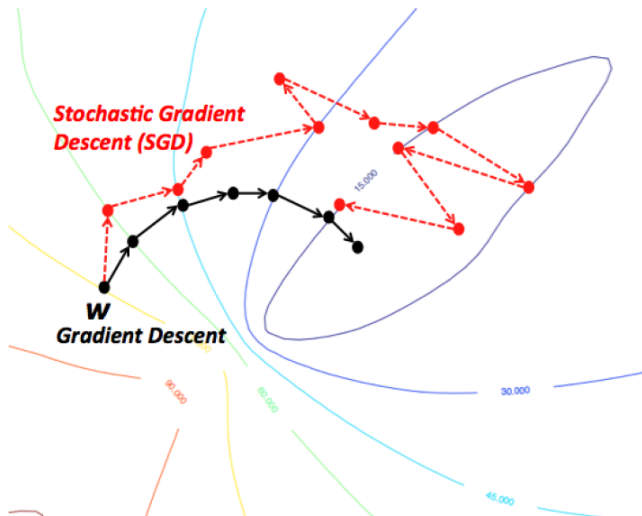 Stochastic Gradient
Descent (SGD)
15.000
W
Gradient Descent
90.000
60.000
30.000
45.000